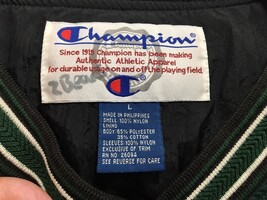 Champion
Since 1919 Champion has been making
Authentic Athletic Apparel
for durable usage on and off the playing field.
L
MADE IN PHILIPPINES
SHELL: 100% NYLON
LINING
BODY: 65% POLYESTER
35% COTTON
SLEEVES: 100% NYLON
EXCLUSIVE OF TRIM
RN NO 26094
SEE REVERSE FOR CARE